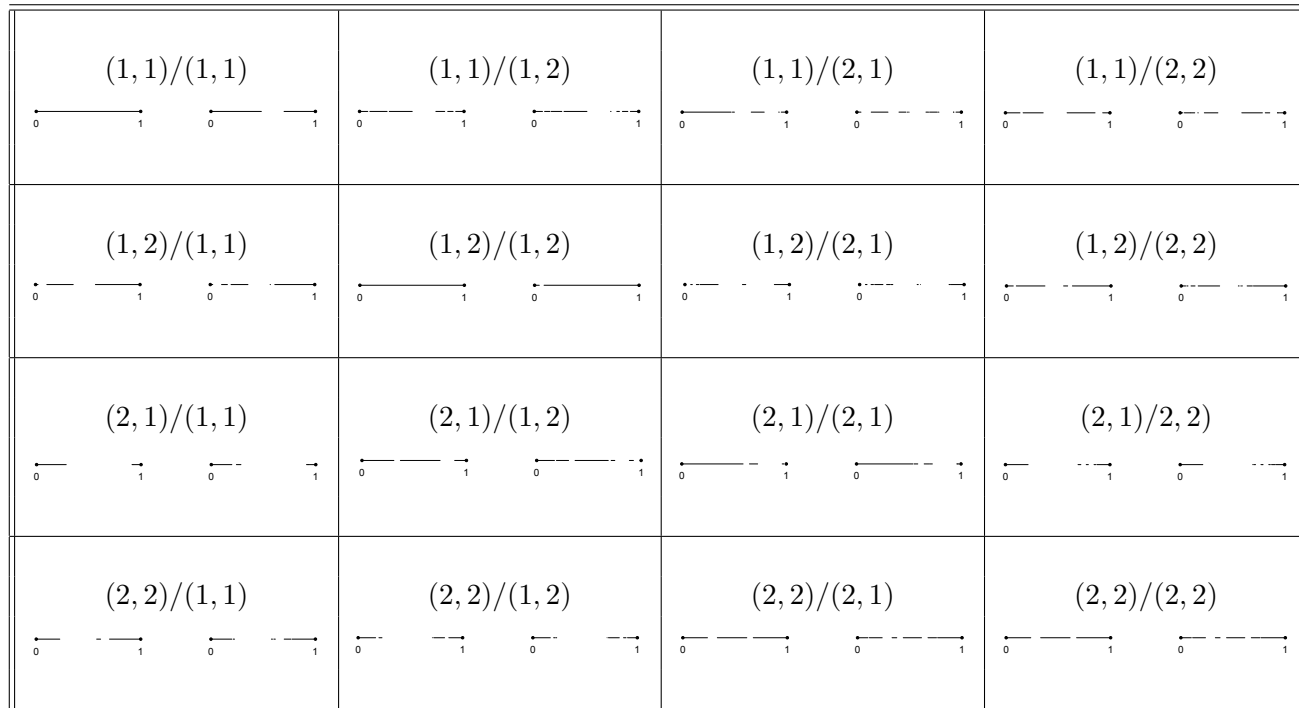 (1, 1)/(1, 1) (1, 1)/(1, 2) (1, 1)/(2, 1) (1, 1)/(2, 2)
0 1 0 1 0 1 0 1 0 1 0 1 0 1 0 1
(1, 2)/(1, 1) (1, 2)/(1, 2) (1, 2)/(2, 1) (1, 2)/(2, 2)
0 1 0 1 0 1 0 1 0 1 0 1 0 1 0 1
(2, 1)/(1, 1) (2, 1)/(1, 2) (2, 1)/(2, 1) (2, 1)/2, 2)
0 1 0 1 0 1 0 1 0 1 0 1 0 1 0 1
(2, 2)/(1, 1) (2, 2)/(1, 2) (2, 2)/(2, 1) (2, 2)/(2, 2)
0 1 0 1 0 1 0 1 0 1 0 1 0 1 0 1